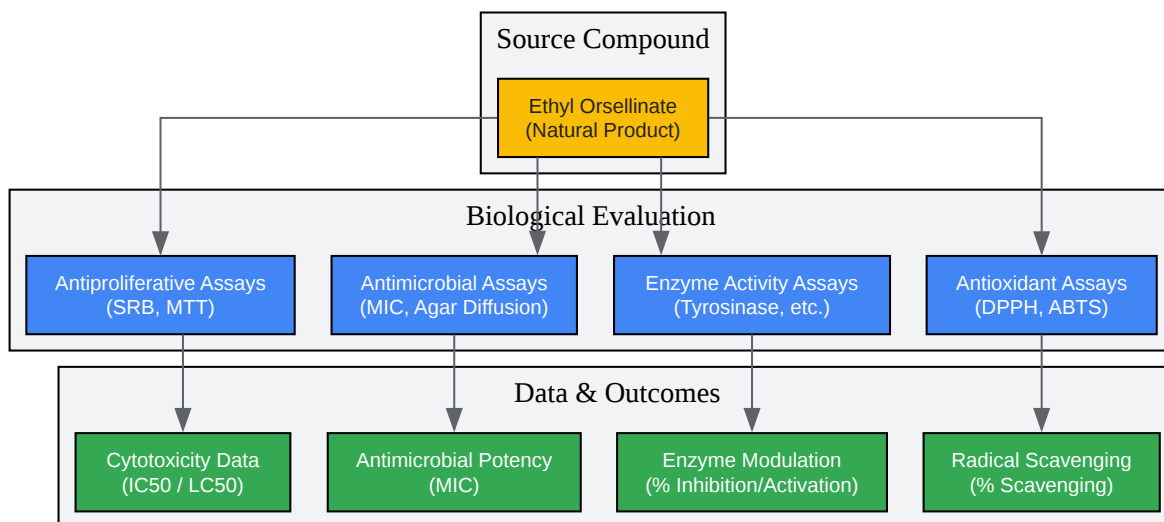 Source Compound
Ethyl Orsellinate
(Natural Product)
Biological Evaluation
Antiproliferative Assays
(SRB, MTT)
Antimicrobial Assays
(MIC, Agar Diffusion)
Enzyme Activity Assays
(Tyrosinase, etc.)
Antioxidant Assays
(DPPH, ABTS)
Data & Outcomes
Cytotoxicity Data
(IC50 / LC50)
Antimicrobial Potency
(MIC)
Enzyme Modulation
(% Inhibition/Activation)
Radical Scavenging
(% Scavenging)